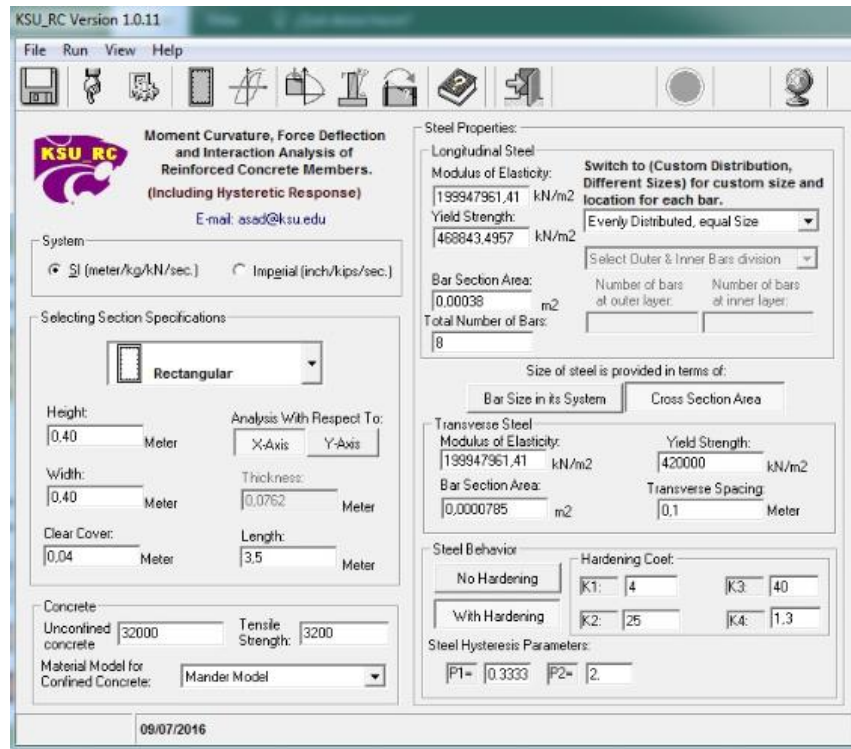 KSU_RC Version 1.0.11
File Run View Help
KSU_RC
Moment Curvature, Force Deflection
and Interaction Analysis of
Reinforced Concrete Members.
(Including Hysteretic Response)
E-mail: asad@ksu.edu
System
SI (meter/kg/kN/sec.) Imperial (inch/kips/sec.)
Selecting Section Specifications
Rectangular
Height:
0,40 Meter
Analysis With Respect To:
X-Axis Y-Axis
Width:
0,40 Meter
Thickness:
0,0762 Meter
Clear Cover:
0,04 Meter
Length:
3,5 Meter
Concrete
Unconfined
concrete 32000
Tensile
Strength: 3200
Material Model for
Confined Concrete: Mander Model
Steel Properties:
Longitudinal Steel
Modulus of Elasticity:
199947961,41 kN/m2
Yield Strength:
468843,4957 kN/m2
Switch to (Custom Distribution,
Different Sizes) for custom size and
location for each bar.
Evenly Distributed, equal Size
Select Outer & Inner Bars division
Bar Section Area:
0,00038 m2
Total Number of Bars:
8
Number of bars
at outer layer:
Number of bars
at inner layer:
Size of steel is provided in terms of:
Bar Size in its System Cross Section Area
Transverse Steel
Modulus of Elasticity:
199947961,41 kN/m2
Yield Strength:
420000 kN/m2
Bar Section Area:
0,0000785 m2
Transverse Spacing:
0,1 Meter
Steel Behavior
No Hardening
With Hardening
Hardening Coef:
K1: 4 K3: 40
K2: 25 K4: 1.3
Steel Hysteresis Parameters:
P1= 0.3333 P2= 2.
09/07/2016